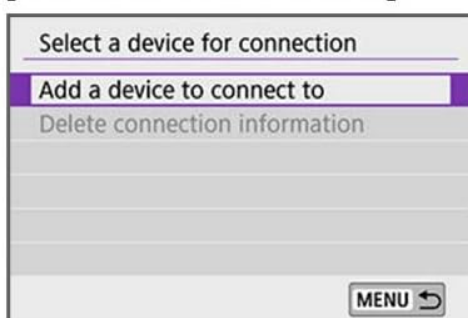 Select a device for connection
Add a device to connect to
Delete connection information
MENU